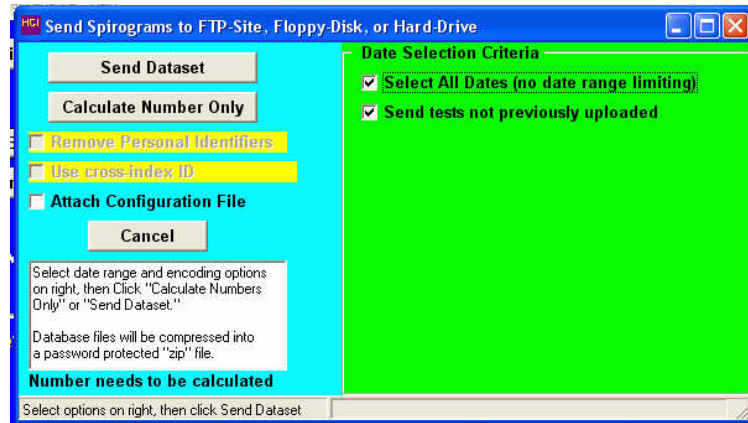 HCI Send Spirograms to FTP-Site, Floppy-Disk, or Hard-Drive
Send Dataset
Calculate Number Only
Remove Personal Identifiers
Use cross-index ID
Attach Configuration File
Cancel
Select date range and encoding options
on right, then Click "Calculate Numbers
Only" or "Send Dataset."
Database files will be compressed into
a password protected "zip" file.
Number needs to be calculated
Date Selection Criteria
Select All Dates (no date range limiting)
Send tests not previously uploaded
Select options on right, then click Send Dataset